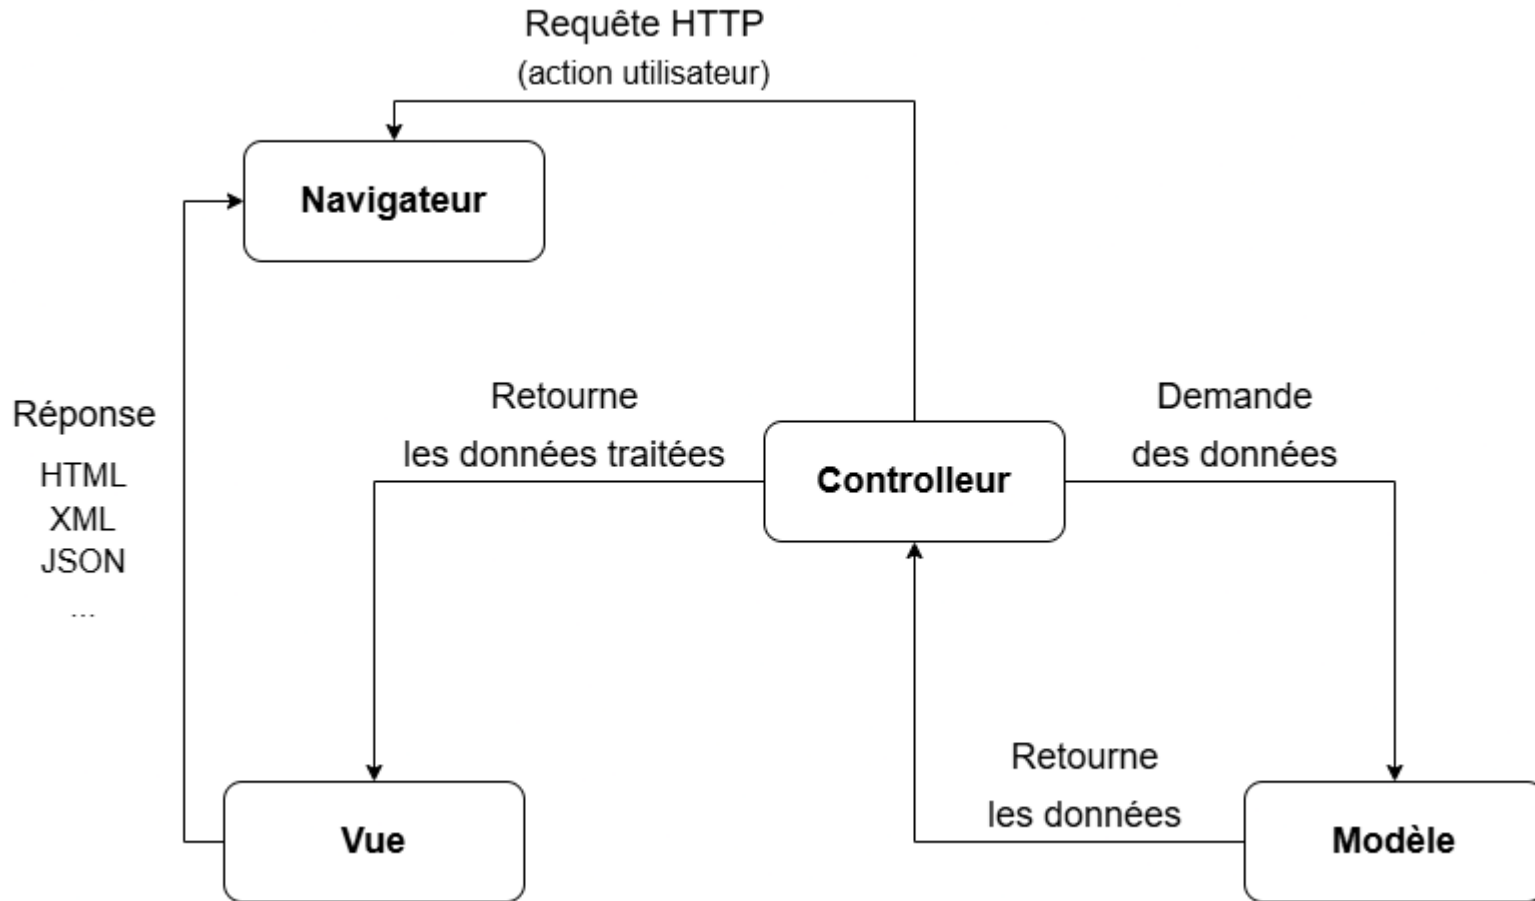 Requête HTTP
(action utilisateur)
Navigateur
Réponse
HTML
XML
JSON
...
Retourne
les données traitées
Controlleur
Demande
des données
Retourne
les données
Vue
Modèle